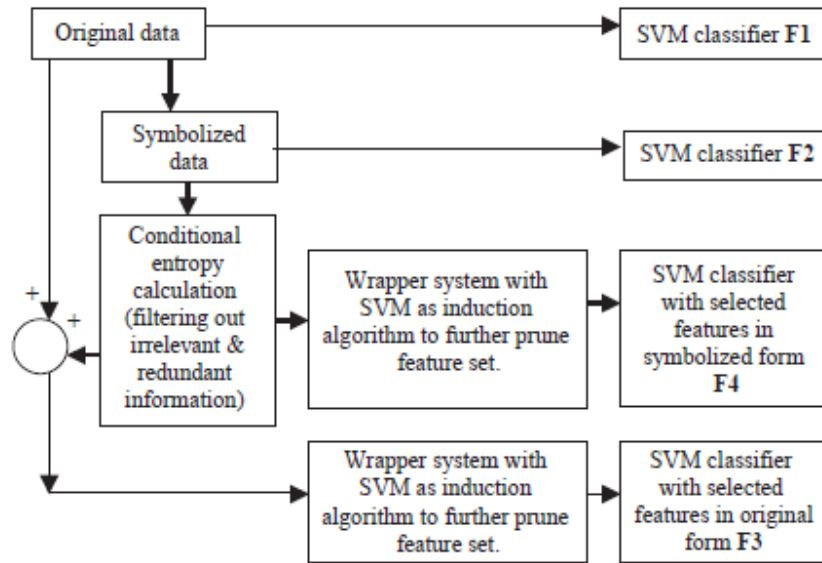 Original data
SVM classifier F1
Symbolized
data
SVM classifier F2
Conditional
entropy
calculation
(filtering out
irrelevant &
redundant
information)
+
+
Wrapper system with
SVM as induction
algorithm to further prune
feature set.
SVM classifier
with selected
features in
symbolized form
F4
Wrapper system with
SVM as induction
algorithm to further prune
feature set.
SVM classifier
with selected
features in original
form F3